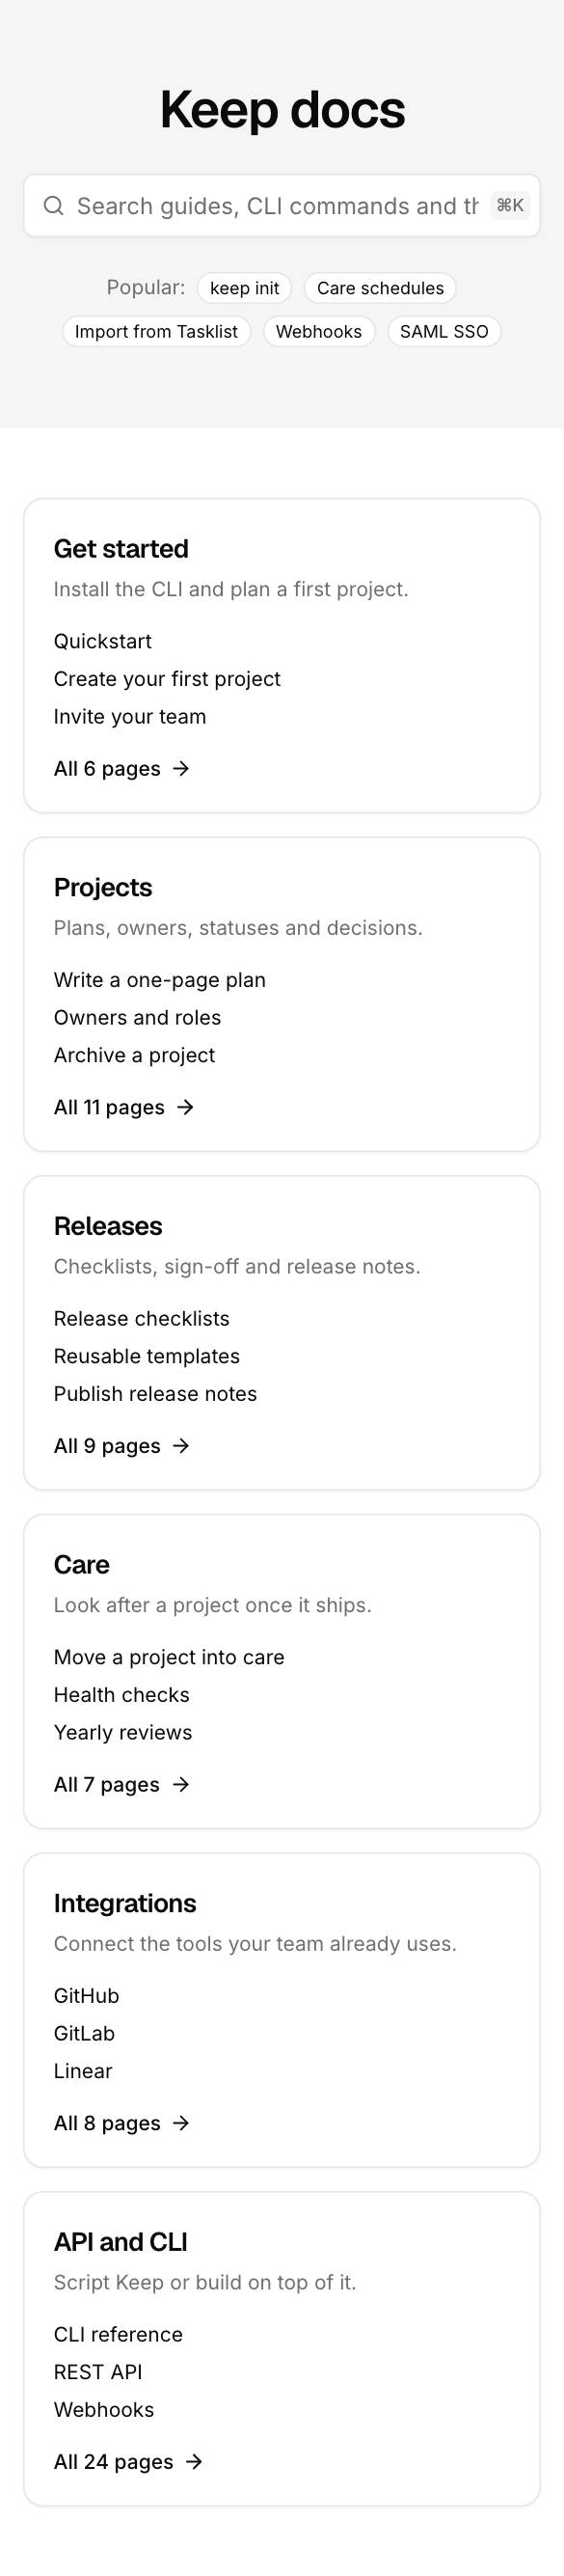 Keep docs
Search guides, CLI commands and th ⌘K
Popular: keep init Care schedules
Import from Tasklist Webhooks SAML SSO
Get started
Install the CLI and plan a first project.
Quickstart
Create your first project
Invite your team
All 6 pages →
Projects
Plans, owners, statuses and decisions.
Write a one-page plan
Owners and roles
Archive a project
All 11 pages →
Releases
Checklists, sign-off and release notes.
Release checklists
Reusable templates
Publish release notes
All 9 pages →
Care
Look after a project once it ships.
Move a project into care
Health checks
Yearly reviews
All 7 pages →
Integrations
Connect the tools your team already uses.
GitHub
GitLab
Linear
All 8 pages →
API and CLI
Script Keep or build on top of it.
CLI reference
REST API
Webhooks
All 24 pages →